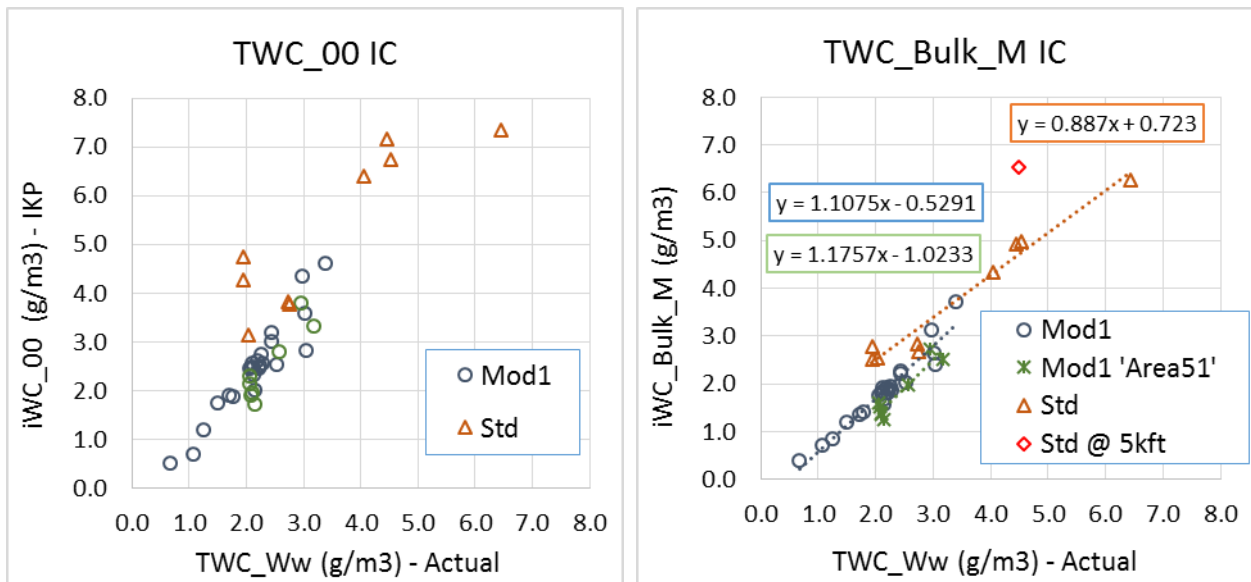 TWC_00 IC
iWC_00 (g/m3) - IKP
8.0
7.0
6.0
5.0
4.0
3.0
2.0
1.0
0.0
Mod1
Std
0.0 1.0 2.0 3.0 4.0 5.0 6.0 7.0 8.0
TWC_Ww (g/m3) - Actual
TWC_Bulk_M IC
iWC_Bulk_M (g/m3)
8.0
7.0
6.0
5.0
4.0
3.0
2.0
1.0
0.0
y = 0.887x + 0.723
y = 1.1075x - 0.5291
y = 1.1757x - 1.0233
Mod1
Mod1 'Area51'
Std
Std @ 5kft
0.0 1.0 2.0 3.0 4.0 5.0 6.0 7.0 8.0
TWC_Ww (g/m3) - Actual